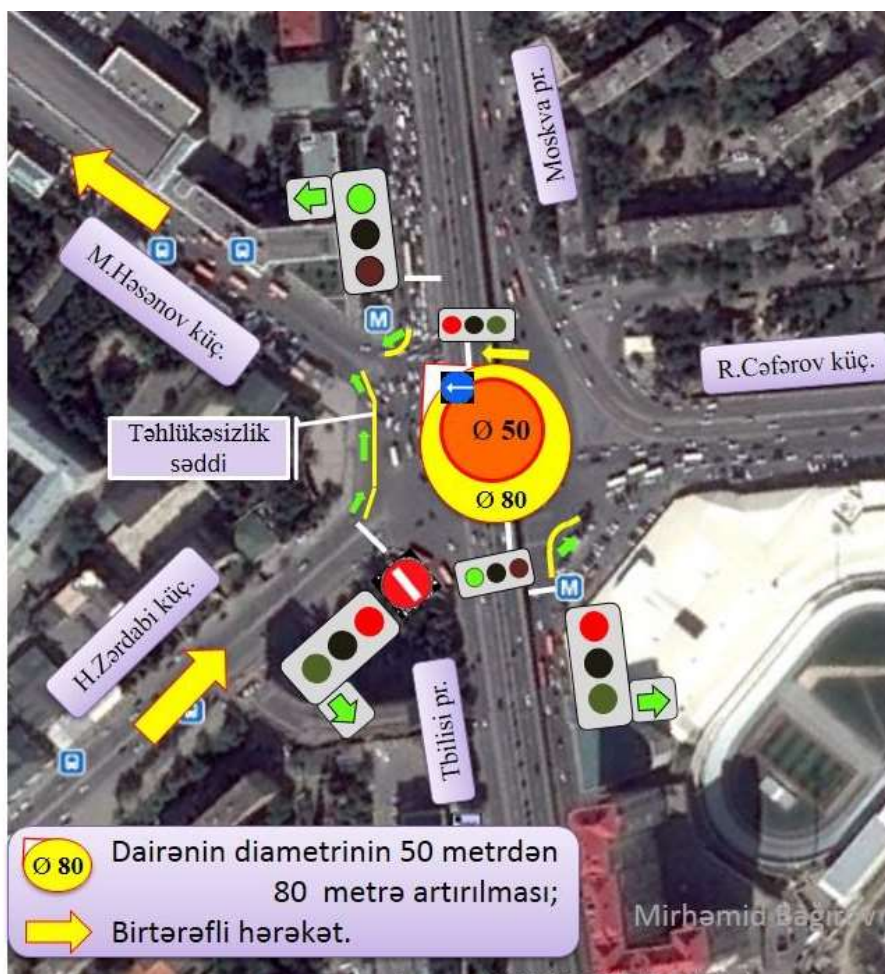 Moskva pr.
M.Həsənov küç.
M
R.Cəfərov küç.
Təhlükəsizlik
səddi
Ø 50
Ø 80
M
H.Zərdabi küç.
Tbilisi pr.
Ø 80
Dairənin diametrinin 50 metrdən
80 metrə artırılması;
Birtərəfli hərəkət.
Mirhəmid Bağırov